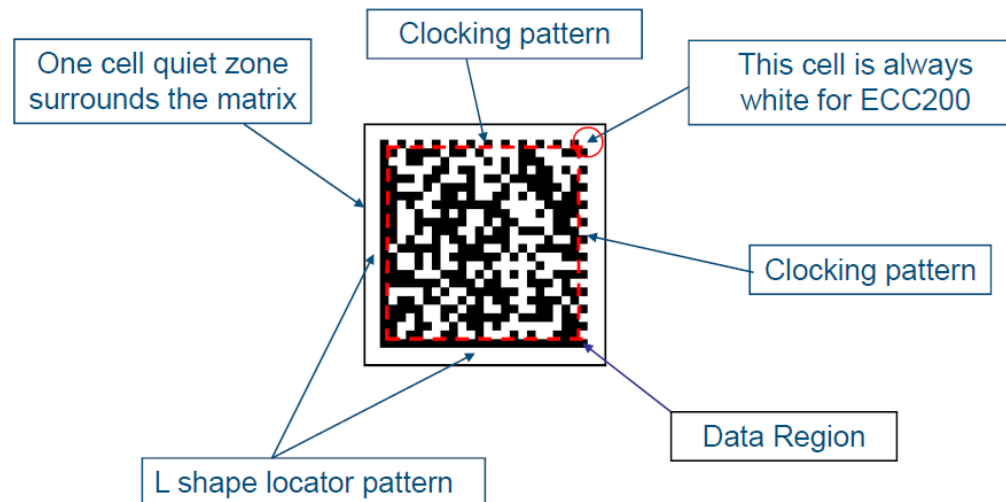 Clocking pattern
One cell quiet zone
surrounds the matrix
This cell is always
white for ECC200
Clocking pattern
Data Region
L shape locator pattern